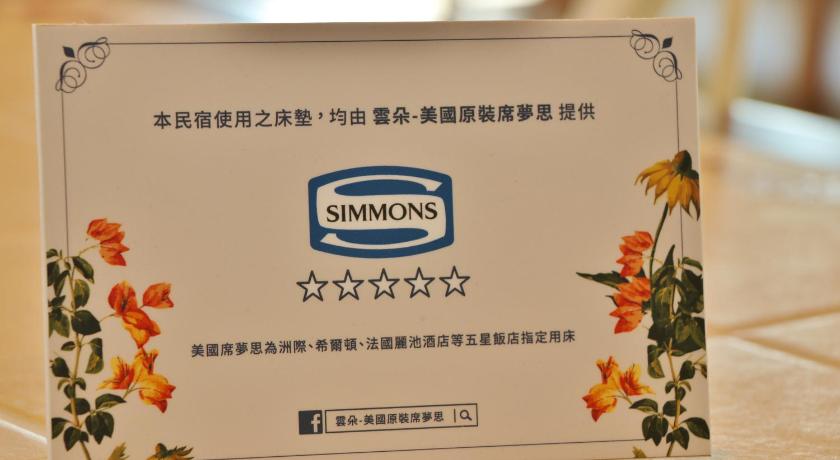 本民宿使用之床墊，均由 雲朵-美國原裝席夢思 提供
SIMMONS
美國席夢思為洲際、希爾頓、法國麗池酒店等五星飯店指定用床
f 雲朵-美國原裝席夢思